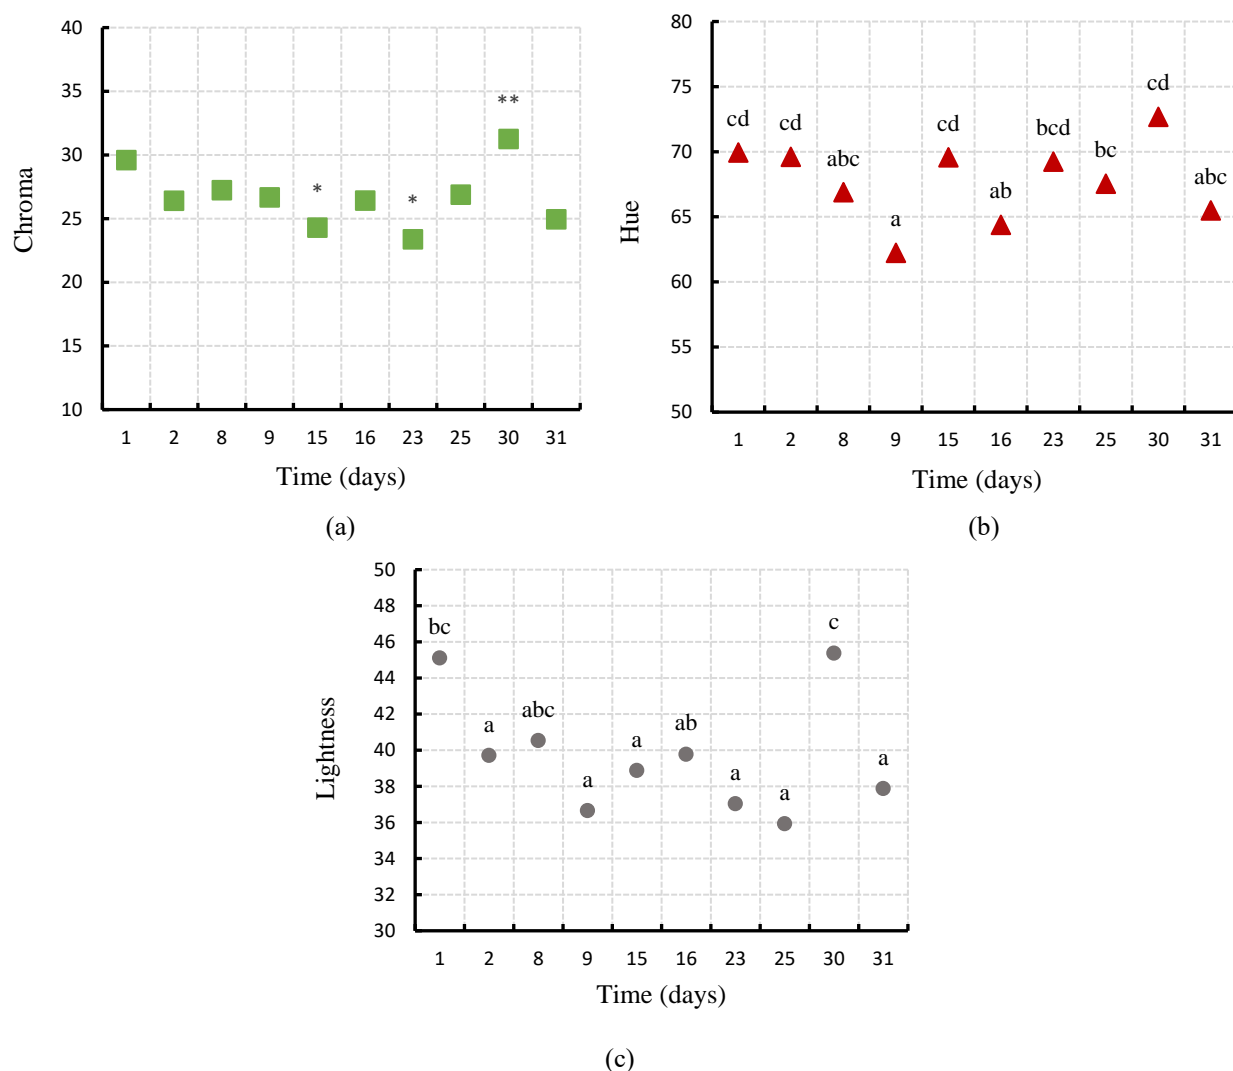 40
35
30
25
20
15
10
Chroma
*
*
**
1 2 8 9 15 16 23 25 30 31
Time (days)
(a)
80
75
70
65
60
55
50
Hue
cd cd abc a cd ab bcd bc cd abc
1 2 8 9 15 16 23 25 30 31
Time (days)
(b)
50
48
46
44
42
40
38
36
34
32
30
Lightness
bc a abc a a ab a a c a
1 2 8 9 15 16 23 25 30 31
Time (days)
(c)